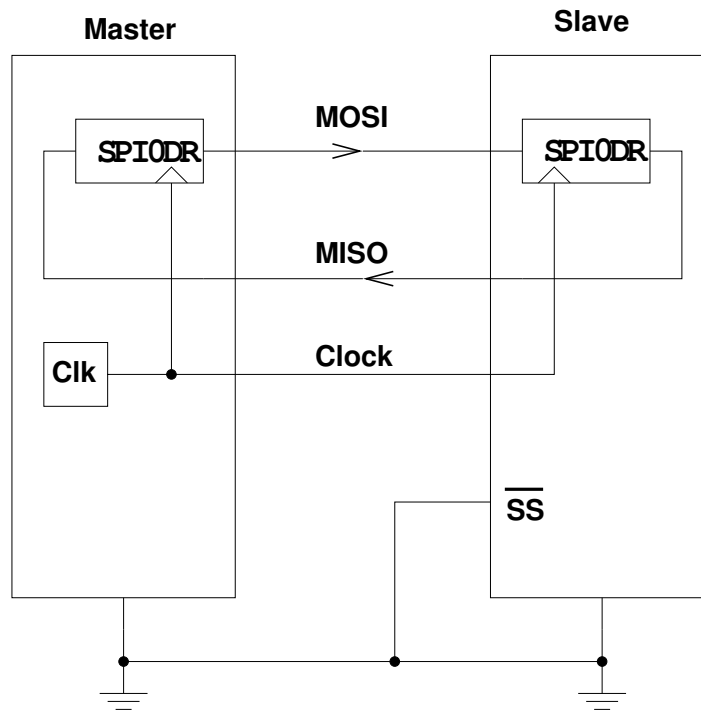 Master
Slave
MOSI
SPI0DR
SPI0DR
MISO
Clk
Clock
SS